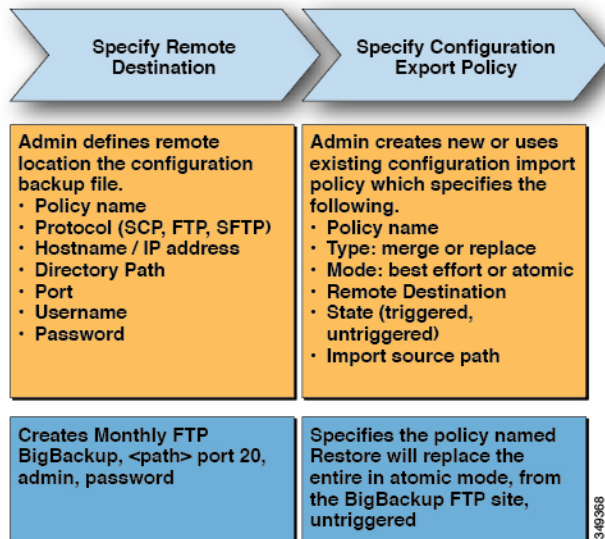 Specify Remote
Destination
Specify Configuration
Export Policy
Admin defines remote
location the configuration
backup file.
• Policy name
• Protocol (SCP, FTP, SFTP)
• Hostname / IP address
• Directory Path
• Port
• Username
• Password
Admin creates new or uses
existing configuration import
policy which specifies the
following.
• Policy name
• Type: merge or replace
• Mode: best effort or atomic
• Remote Destination
• State (triggered,
untriggered)
• Import source path
Creates Monthly FTP
BigBackup, <path> port 20,
admin, password
Specifies the policy named
Restore will replace the
entire in atomic mode, from
the BigBackup FTP site,
untriggered
349368